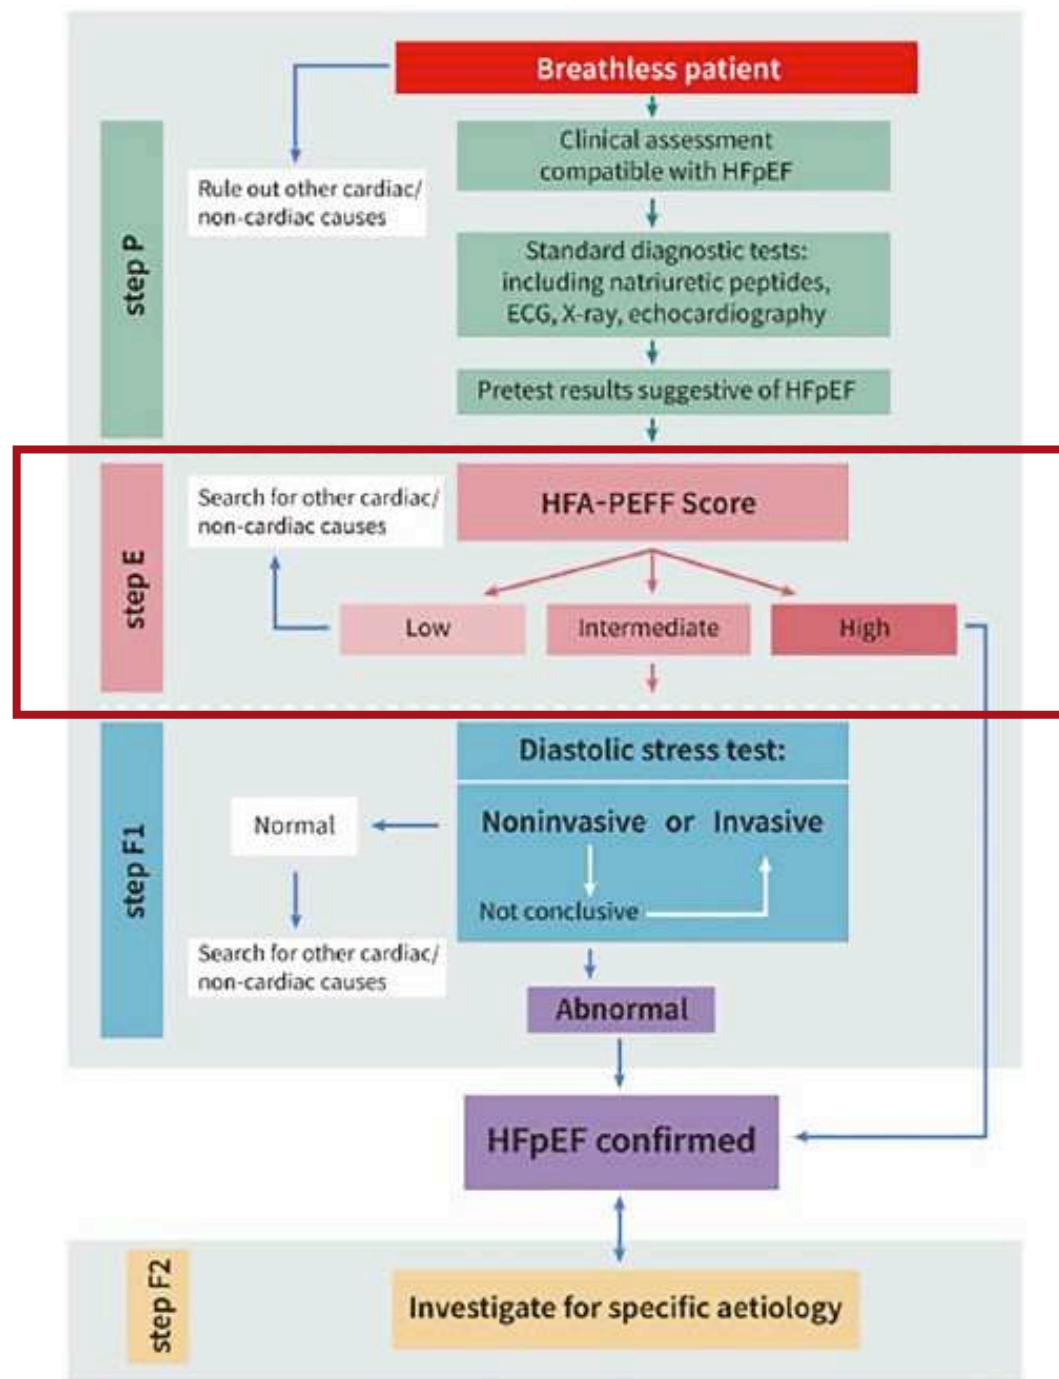 Breathless patient
step P
Rule out other cardiac/
non-cardiac causes
Clinical assessment
compatible with HFpEF
Standard diagnostic tests:
including natriuretic peptides,
ECG, X-ray, echocardiography
Pretest results suggestive of HFpEF
step E
Search for other cardiac/
non-cardiac causes
HFA-PEFF Score
Low
Intermediate
High
step F1
Diastolic stress test:
Noninvasive or Invasive
Not conclusive
Normal
Search for other cardiac/
non-cardiac causes
Abnormal
HFpEF confirmed
step F2
Investigate for specific aetiology